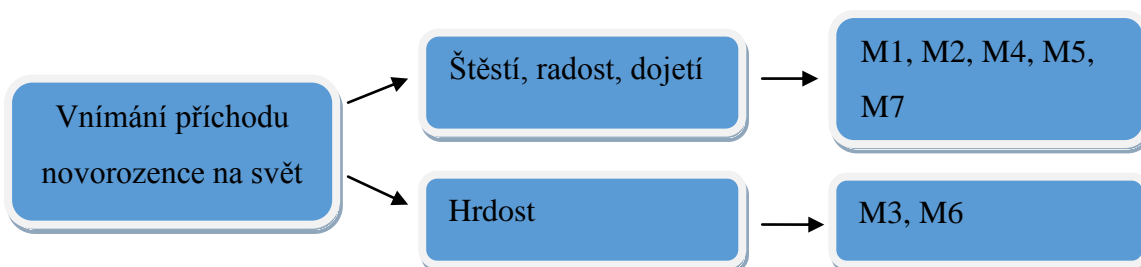 Vnímání příchodu
novorozence na svět
Štěstí, radost, dojetí
M1, M2, M4, M5,
M7
Hrdost
M3, M6